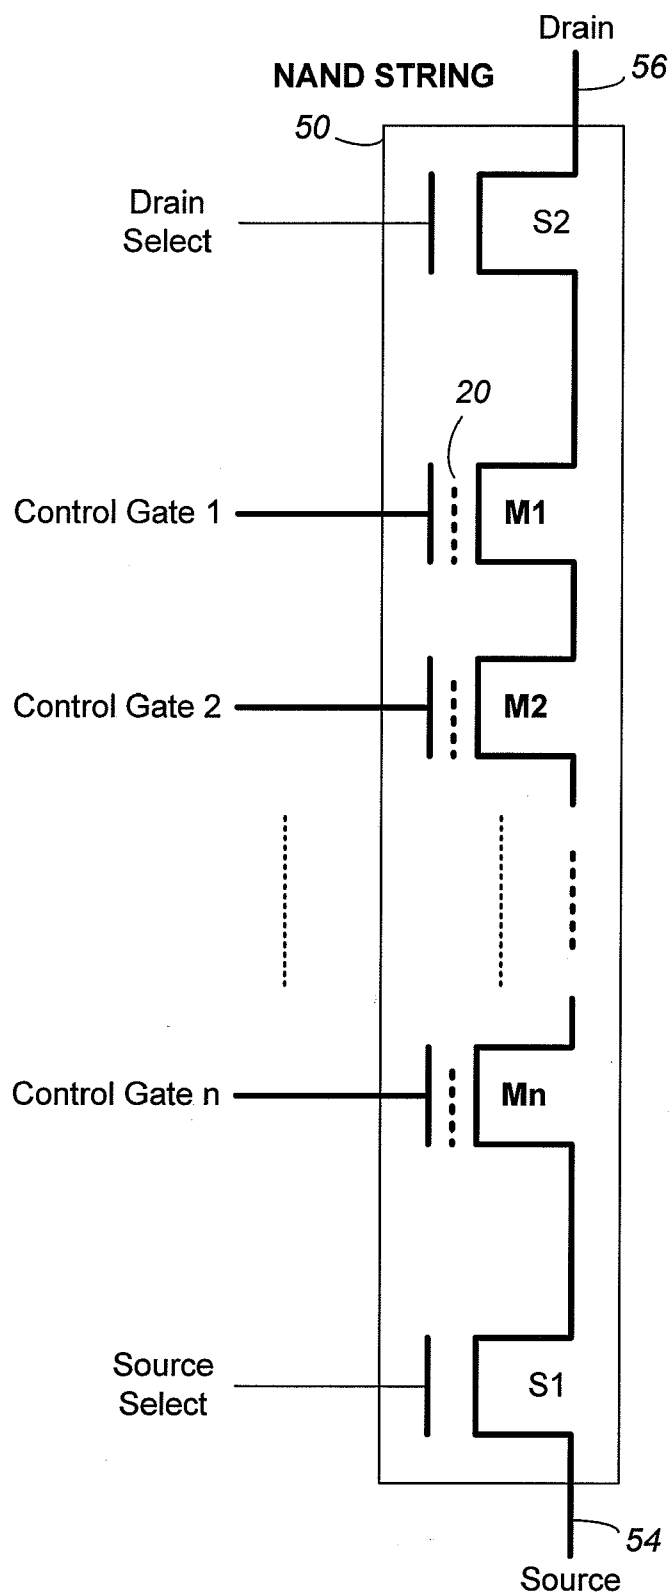 Drain
NAND STRING
56
50
Drain
Select
S2
20
Control Gate 1
M1
Control Gate 2
M2
Control Gate n
Mn
Source
Select
S1
54
Source